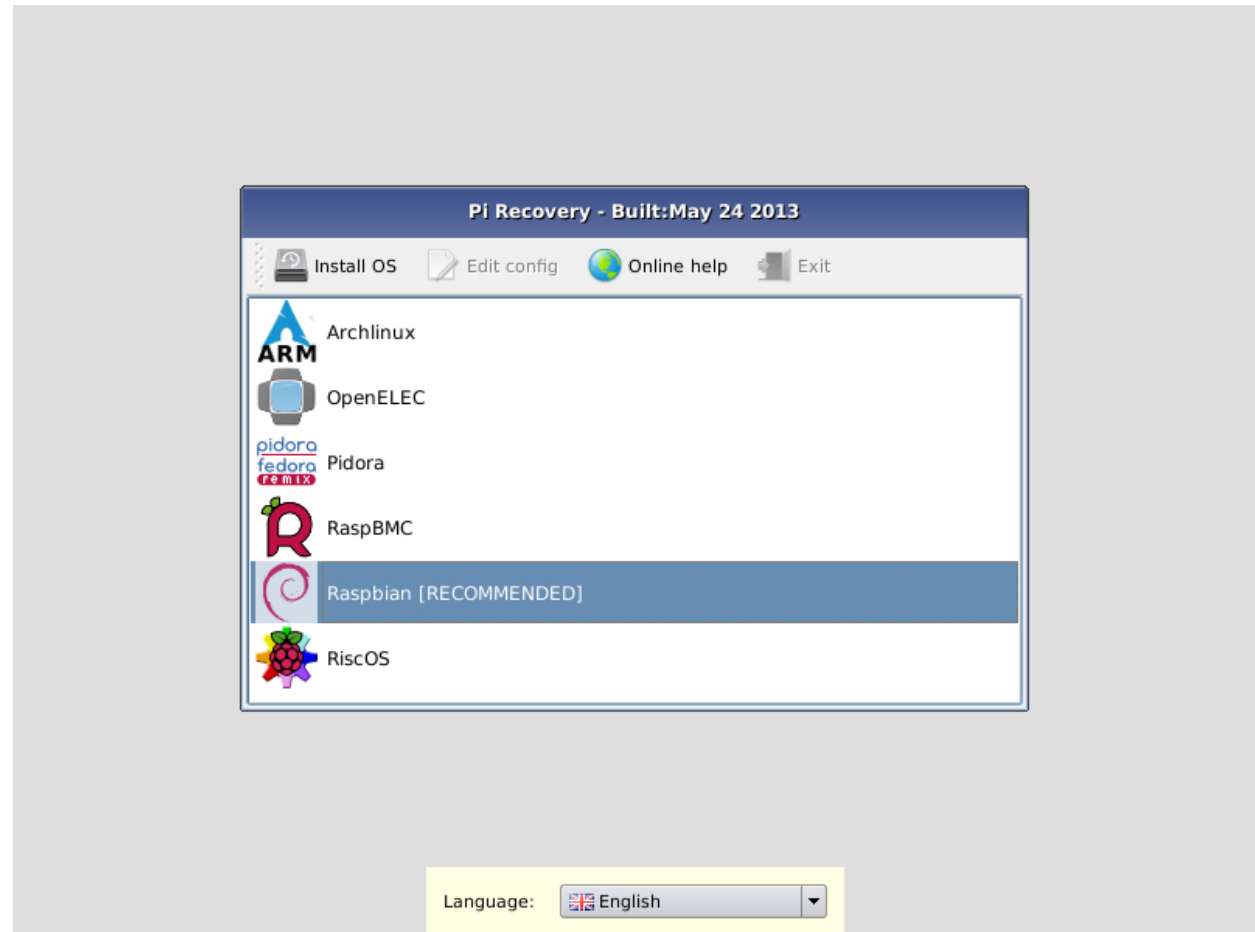 Pi Recovery - Built:May 24 2013
Install OS Edit config Online help Exit
ARM
Archlinux
OpenELEC
pidora
fedora
remix
Pidora
RaspBMC
Raspbian [RECOMMENDED]
RiscOS
Language: English